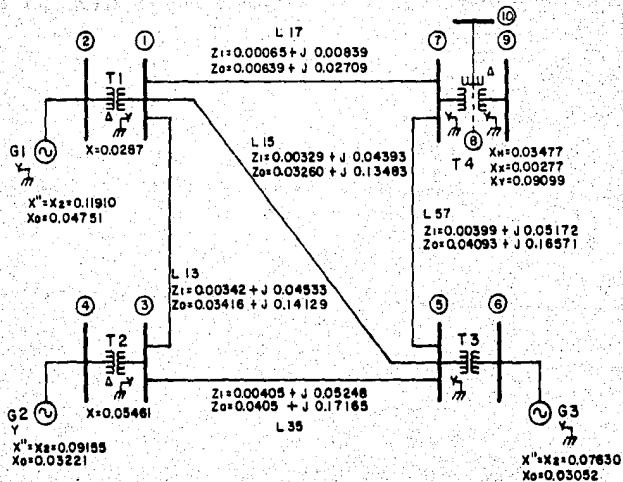 10
L 17
Z1=0.00065+J 0.00839
Z0=0.00639+J 0.02709
2
1
7
9
T1
Δ
Y
Δ
Y
Y
8
T4
G1
Y
X=0.0287
X"=X2=0.11910
X0=0.04751
L 15
Z1=0.00329+J 0.04393
Z0=0.03260+J 0.13483
XH=0.03477
XX=0.00277
XY=0.09099
L 57
Z1=0.00399+J 0.05172
Z0=0.04093+J 0.16571
L 13
Z1=0.00342+J 0.04533
Z0=0.03416+J 0.14129
4
3
5
6
T2
Δ
Y
T3
Y
G2
Y
X=0.05461
X"=X2=0.09155
X0=0.03221
Z1=0.00405+J 0.05248
Z0=0.0405 +J 0.17165
L35
G3
Y
X"=X2=0.07630
X0=0.03052